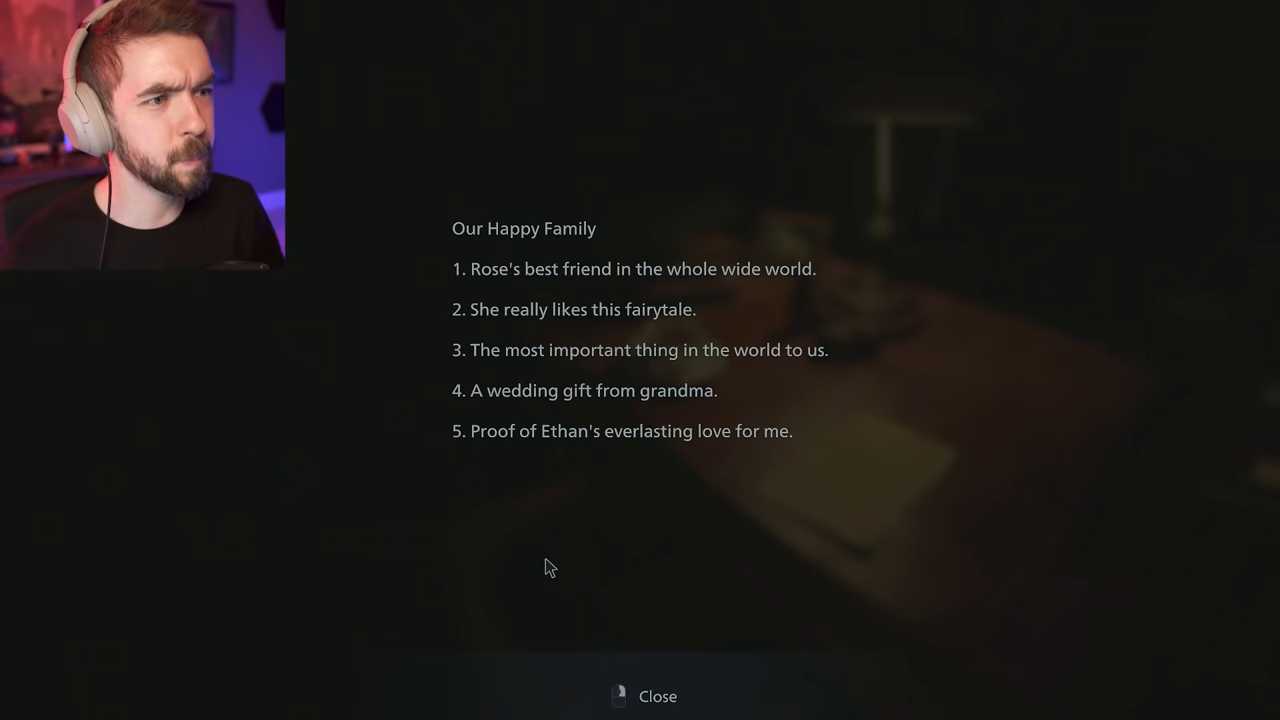 Our Happy Family
1. Rose's best friend in the whole wide world.
2. She really likes this fairytale.
3. The most important thing in the world to us.
4. A wedding gift from grandma.
5. Proof of Ethan's everlasting love for me.
Close